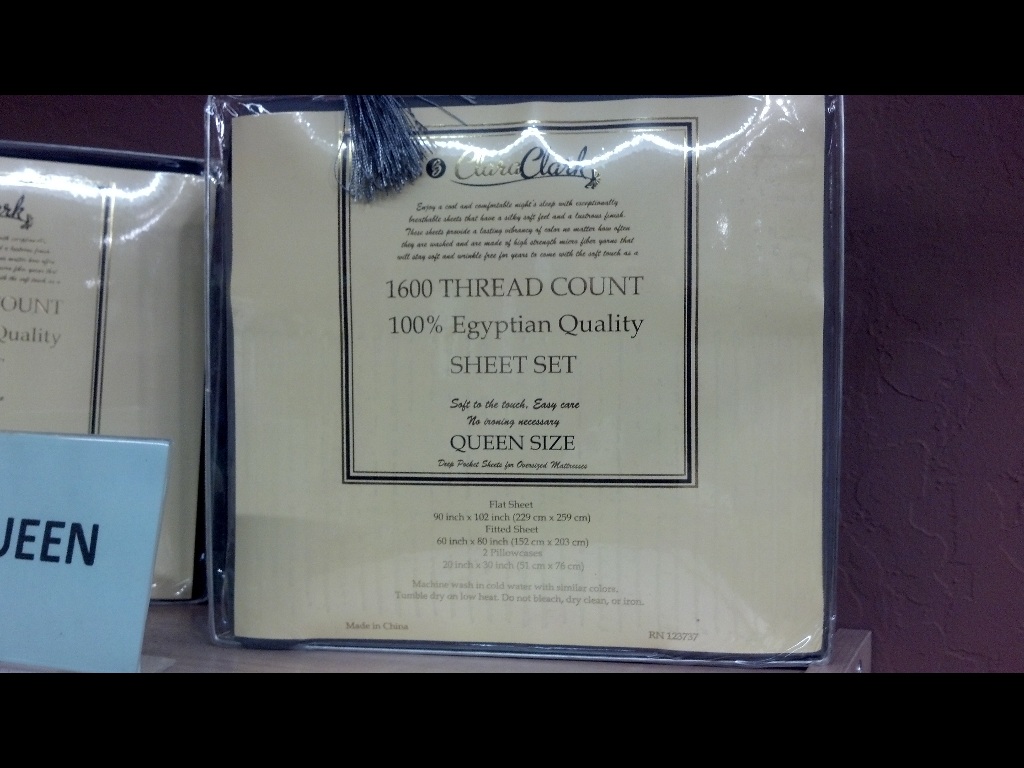 Clara Clark
Enjoy a cool and comfortable night's sleep with exceptionally
breathable sheets that have a silky soft feel and a lustrous finish.
These sheets provide a lasting vibrancy of color no matter how often
they are washed and are made of high strength micro fiber yarns that
will stay soft and wrinkle free for years to come with the soft touch as a
1600 THREAD COUNT
100% Egyptian Quality
SHEET SET
Soft to the touch, Easy care
No ironing necessary
QUEEN SIZE
Deep Pocket Sheets for Oversized Mattresses
Flat Sheet
90 inch x 102 inch (229 cm x 259 cm)
Fitted Sheet
60 inch x 80 inch (152 cm x 203 cm)
2 Pillowcases
20 inch x 30 inch (51 cm x 76 cm)
Machine wash in cold water with similar colors.
Tumble dry on low heat. Do not bleach, dry clean, or iron.
Made in China
RN 123737
rk
OUNT
Quality
UEEN